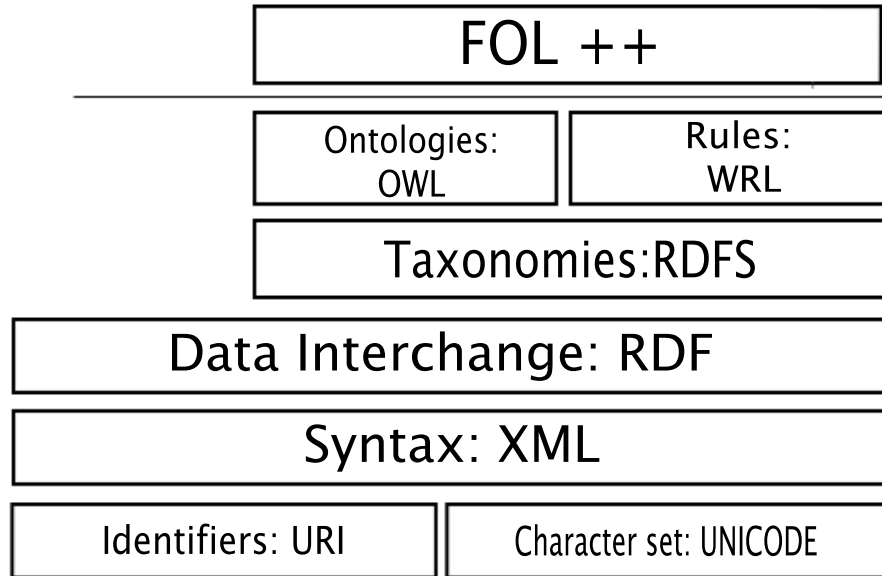 FOL ++
Ontologies:
OWL
Rules:
WRL
Taxonomies:RDFS
Data Interchange: RDF
Syntax: XML
Identifiers: URI
Character set: UNICODE